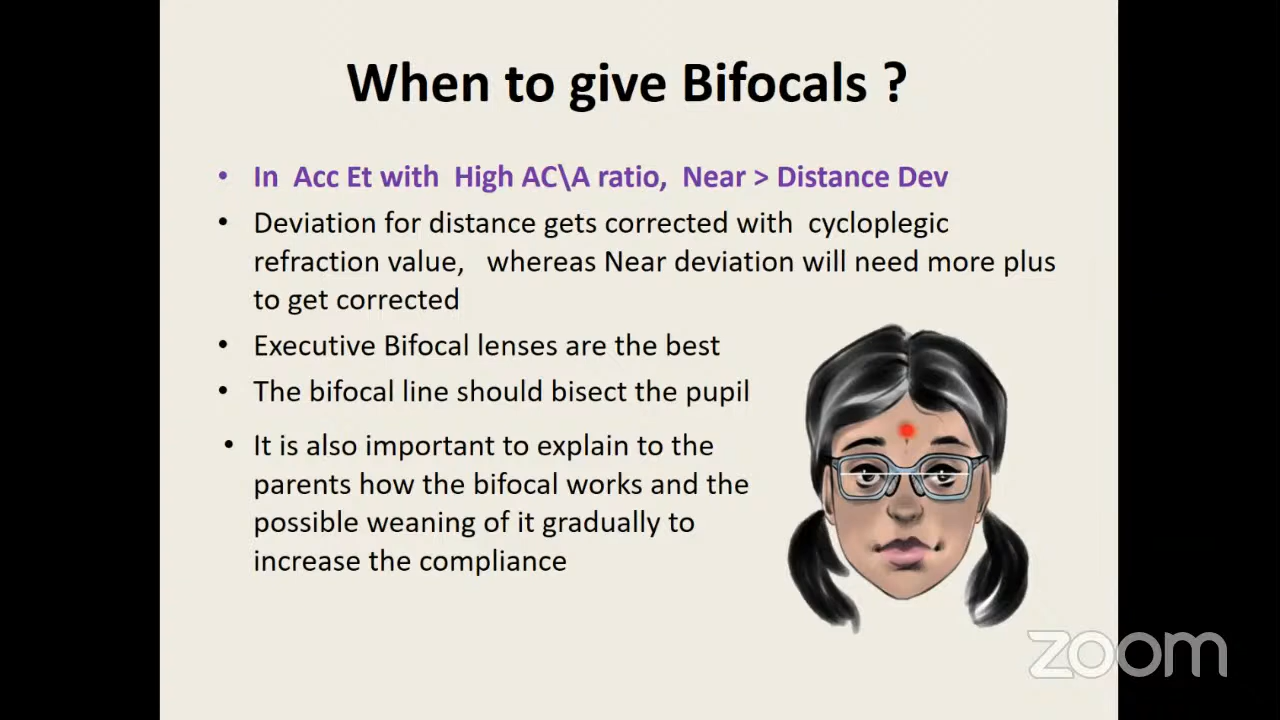 When to give Bifocals ?
• In Acc Et with High AC\A ratio, Near > Distance Dev
• Deviation for distance gets corrected with cycloplegic
refraction value, whereas Near deviation will need more plus
to get corrected
• Executive Bifocal lenses are the best
• The bifocal line should bisect the pupil
• It is also important to explain to the
parents how the bifocal works and the
possible weaning of it gradually to
increase the compliance
zoom